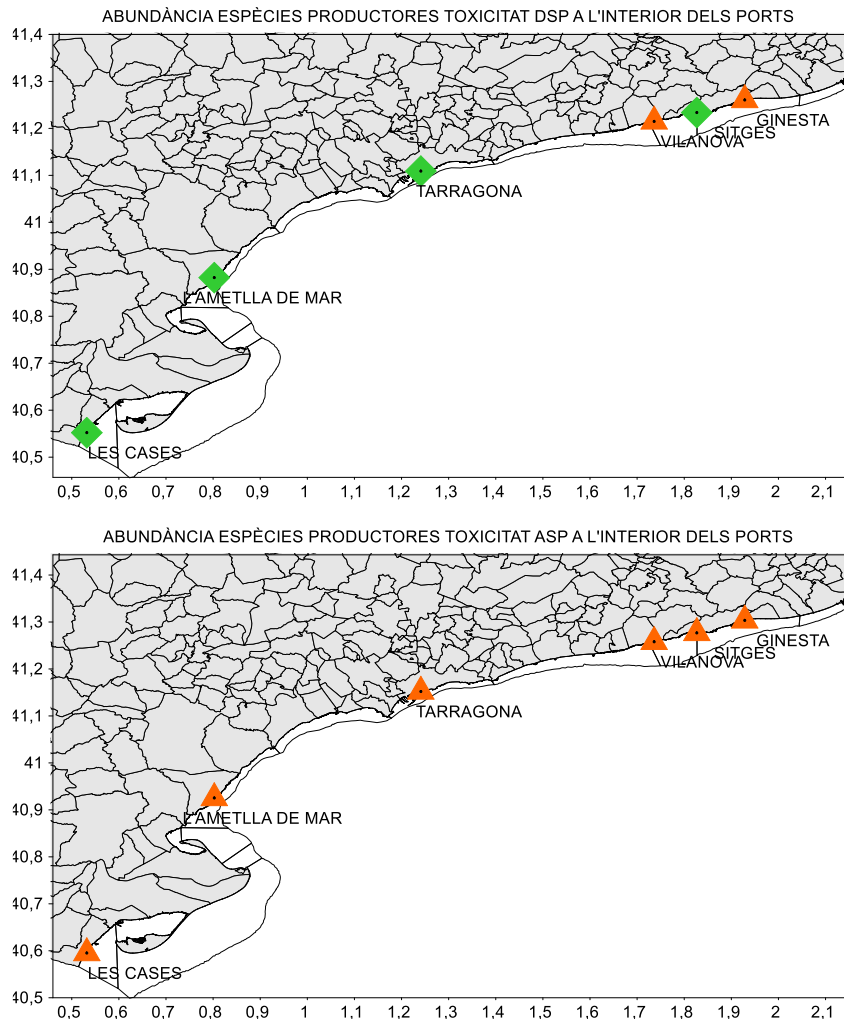 ABUNDÀNCIA ESPÈCIES PRODUCTORES TOXICITAT DSP A L'INTERIOR DELS PORTS
41,4
41,3
41,2
41,1
41
40,9
40,8
40,7
40,6
40,5
GINESTA
SITGES
VILANOVA
TARRAGONA
L'AMETLLA DE MAR
LES CASES
0,5 0,6 0,7 0,8 0,9 1 1,1 1,2 1,3 1,4 1,5 1,6 1,7 1,8 1,9 2 2,1
ABUNDÀNCIA ESPÈCIES PRODUCTORES TOXICITAT ASP A L'INTERIOR DELS PORTS
41,4
41,3
41,2
41,1
41
40,9
40,8
40,7
40,6
40,5
GINESTA
SITGES
VILANOVA
TARRAGONA
L'AMETLLA DE MAR
LES CASES
0,5 0,6 0,7 0,8 0,9 1 1,1 1,2 1,3 1,4 1,5 1,6 1,7 1,8 1,9 2 2,1